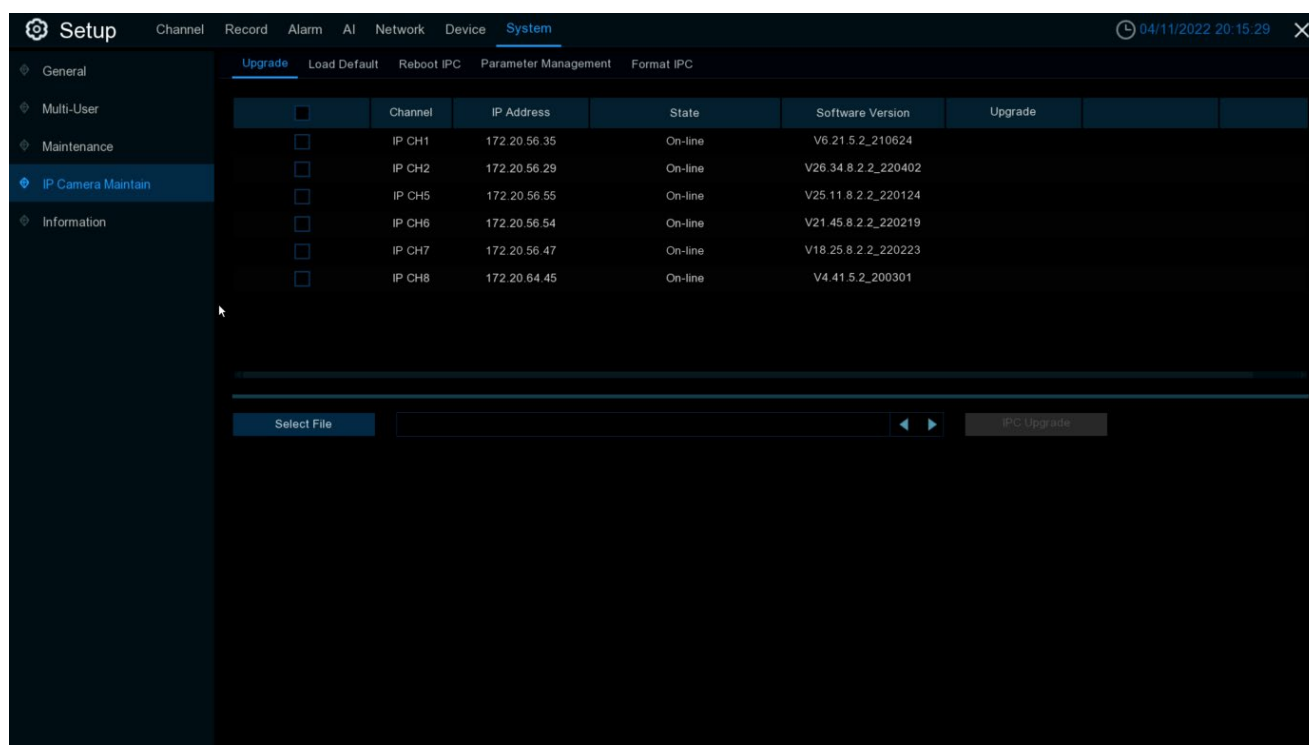 Setup Channel Record Alarm AI Network Device System 04/11/2022 20:15:29
General
Multi-User
Maintenance
IP Camera Maintain
Information
Upgrade Load Default Reboot IPC Parameter Management Format IPC
Channel IP Address State Software Version Upgrade
IP CH1 172.20.56.35 On-line V6.21.5.2_210624
IP CH2 172.20.56.29 On-line V26.34.8.2.2_220402
IP CH5 172.20.56.55 On-line V25.11.8.2.2_220124
IP CH6 172.20.56.54 On-line V21.45.8.2.2_220219
IP CH7 172.20.56.47 On-line V18.25.8.2.2_220223
IP CH8 172.20.64.45 On-line V4.41.5.2_200301
Select File IPC Upgrade